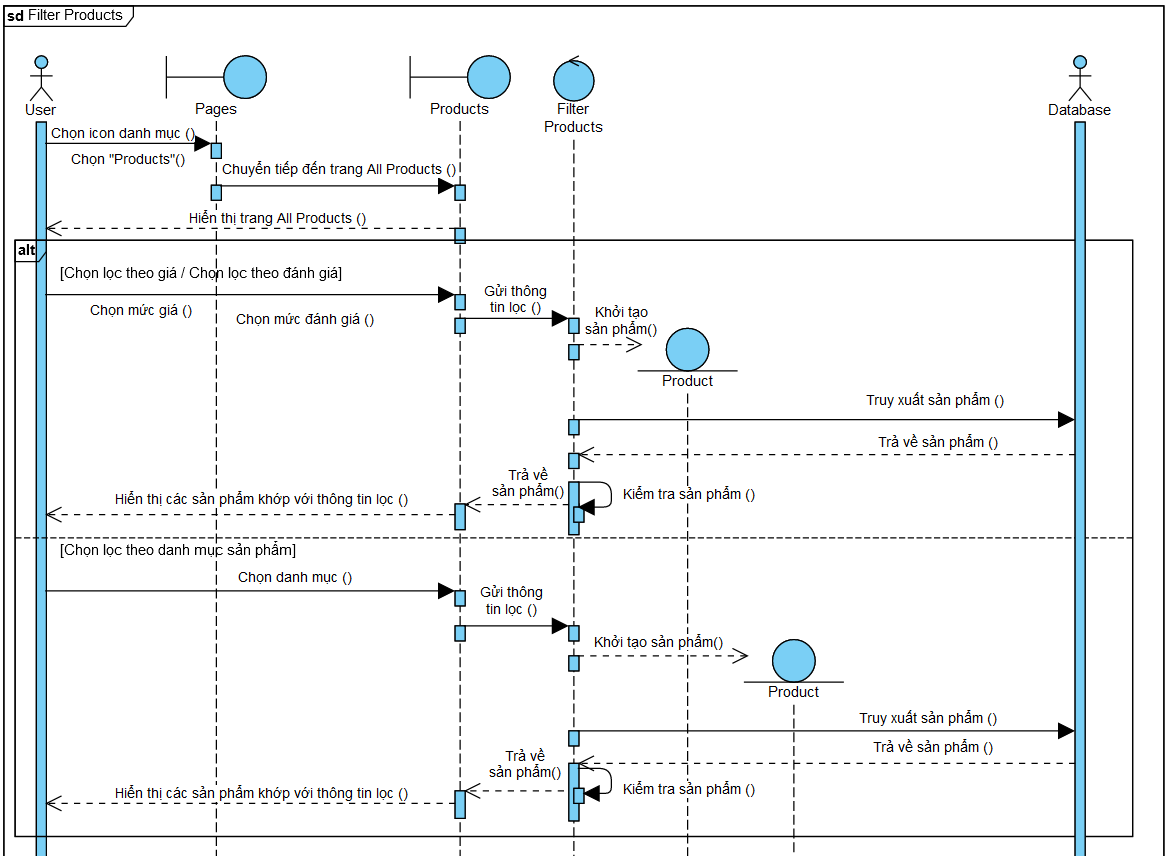 sd Filter Products
User
Pages
Products
Filter
Products
Database
Chọn icon danh mục ()
Chọn "Products"()
Chuyển tiếp đến trang All Products ()
Hiển thị trang All Products ()
alt
[Chọn lọc theo giá / Chọn lọc theo đánh giá]
Chọn mức giá ()
Chọn mức đánh giá ()
Gửi thông
tin lọc ()
Khởi tạo
sản phẩm()
Product
Truy xuất sản phẩm ()
Trả về sản phẩm ()
Trả về
sản phẩm()
Kiểm tra sản phẩm ()
Hiển thị các sản phẩm khớp với thông tin lọc ()
[Chọn lọc theo danh mục sản phẩm]
Chọn danh mục ()
Gửi thông
tin lọc ()
Khởi tạo sản phẩm()
Product
Truy xuất sản phẩm ()
Trả về sản phẩm ()
Trả về
sản phẩm()
Kiểm tra sản phẩm ()
Hiển thị các sản phẩm khớp với thông tin lọc ()